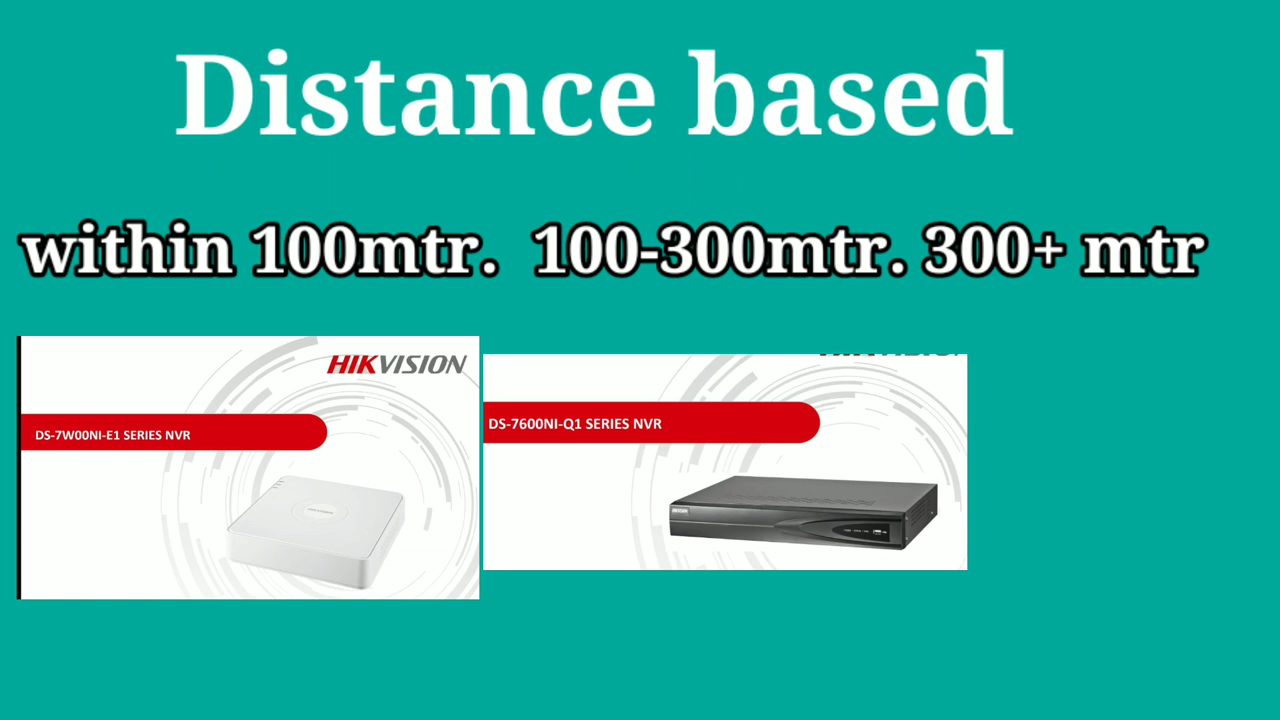 Distance based
within 100mtr. 100-300mtr. 300+ mtr
HIKVISION
DS-7W00NI-E1 SERIES NVR
DS-7600NI-Q1 SERIES NVR